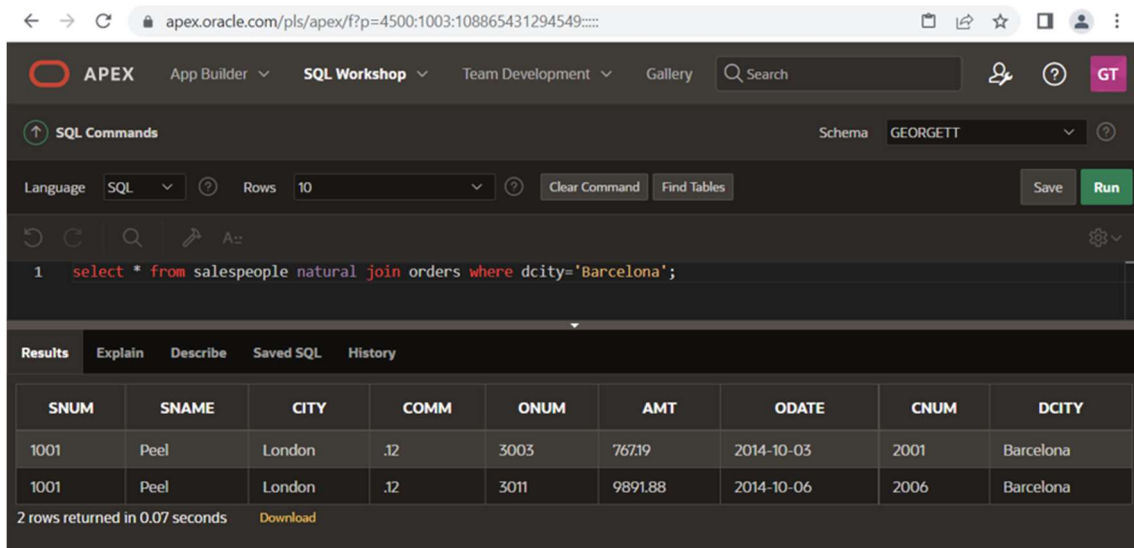 apex.oracle.com/pls/apex/f?p=4500:1003:108865431294549:::::
APEX App Builder SQL Workshop Team Development Gallery Search GT
SQL Commands Schema GEORGETT
Language SQL Rows 10 Clear Command Find Tables Save Run
A::
1 select * from salespeople natural join orders where dcity='Barcelona';
Results Explain Describe Saved SQL History
SNUM SNAME CITY COMM ONUM AMT ODATE CNUM DCITY
1001 Peel London .12 3003 767.19 2014-10-03 2001 Barcelona
1001 Peel London .12 3011 9891.88 2014-10-06 2006 Barcelona
2 rows returned in 0.07 seconds Download